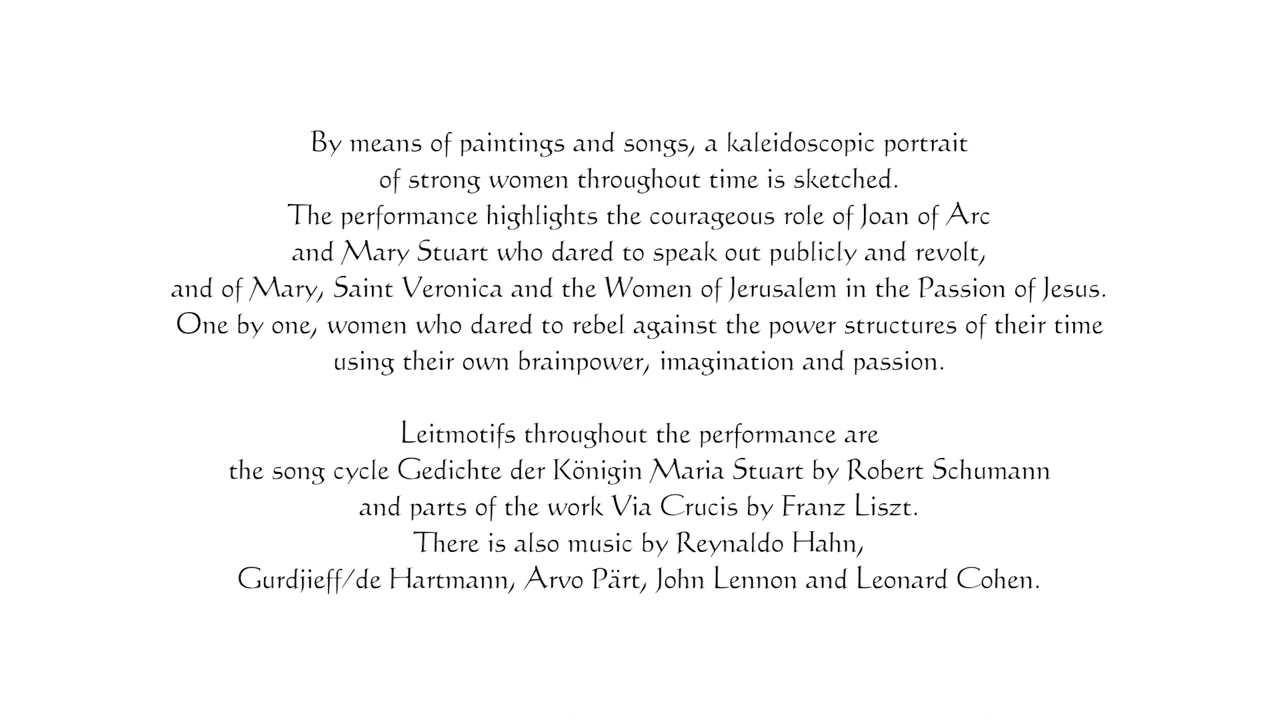 By means of paintings and songs, a kaleidoscopic portrait
of strong women throughout time is sketched.
The performance highlights the courageous role of Joan of Arc
and Mary Stuart who dared to speak out publicly and revolt,
and of Mary, Saint Veronica and the Women of Jerusalem in the Passion of Jesus.
One by one, women who dared to rebel against the power structures of their time
using their own brainpower, imagination and passion.
Leitmotifs throughout the performance are
the song cycle Gedichte der Königin Maria Stuart by Robert Schumann
and parts of the work Via Crucis by Franz Liszt.
There is also music by Reynaldo Hahn,
Gurdjieff/de Hartmann, Arvo Pärt, John Lennon and Leonard Cohen.